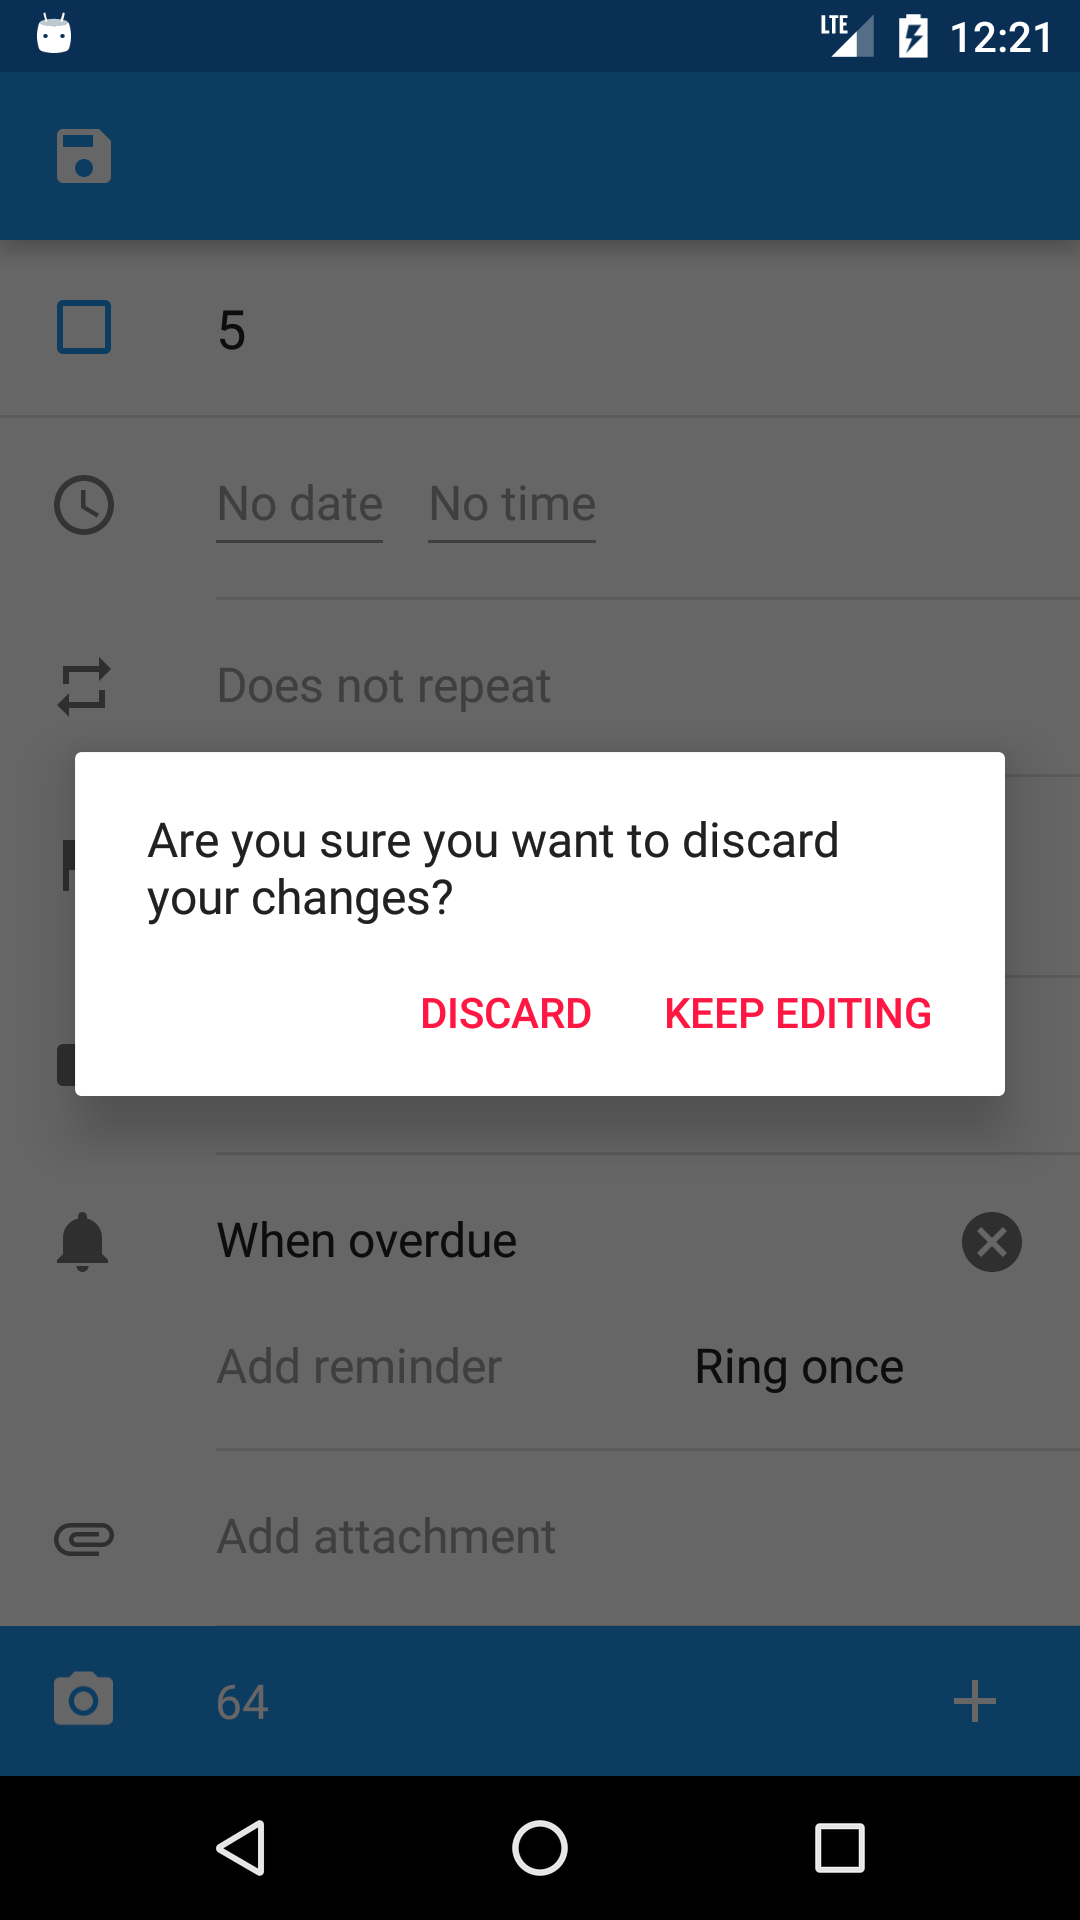 LTE 12:21
5
No date No time
Does not repeat
Are you sure you want to discard
your changes?
DISCARD KEEP EDITING
When overdue
Add reminder Ring once
Add attachment
64